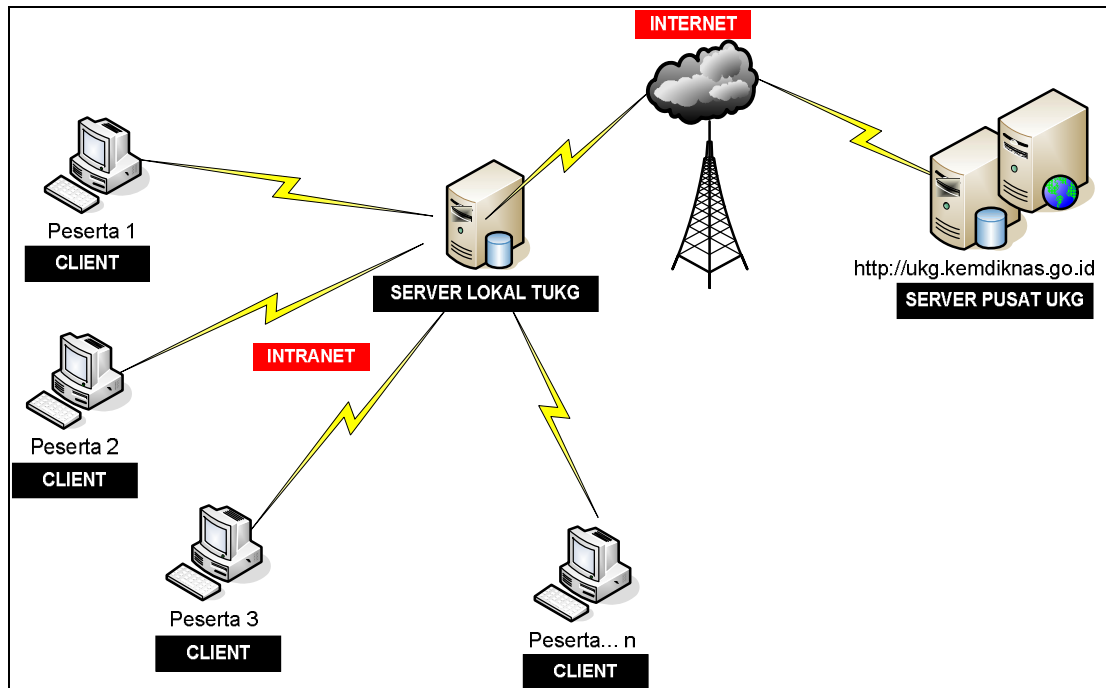 INTERNET
Peserta 1
CLIENT
http://ukg.kemdiknas.go.id
SERVER LOKAL TUKG
SERVER PUSAT UKG
INTRANET
Peserta 2
CLIENT
Peserta 3
CLIENT
Peserta... n
CLIENT